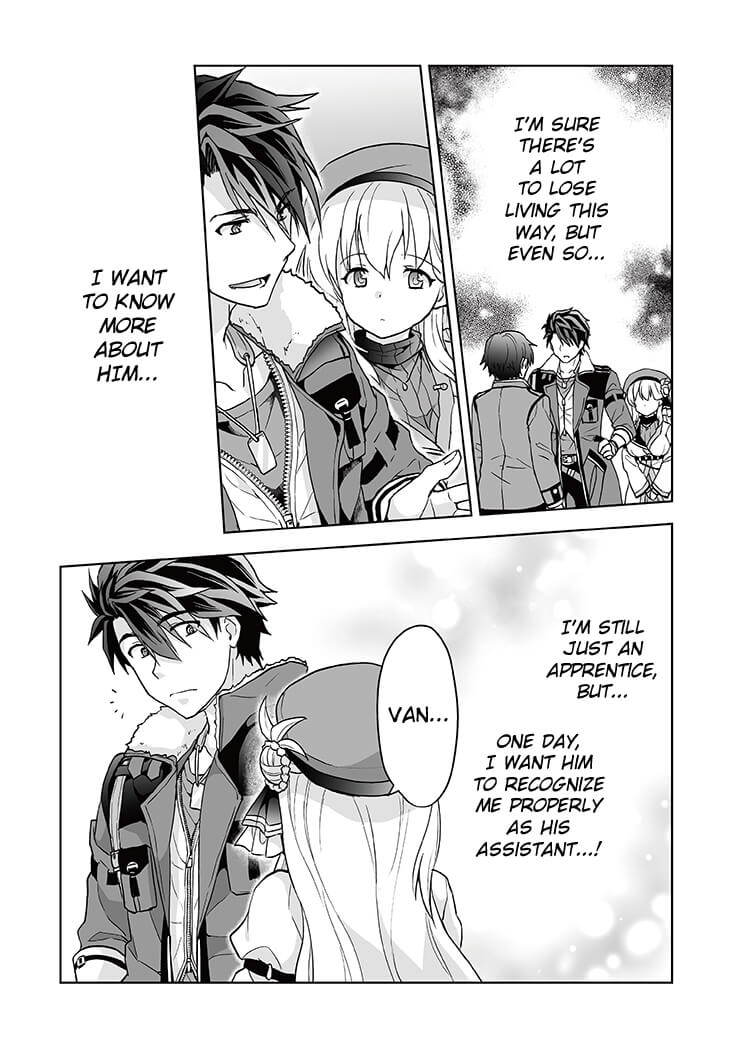 I'M SURE
THERE'S
A LOT
TO LOSE
LIVING THIS
WAY, BUT
EVEN SO...
I WANT
TO KNOW
MORE
ABOUT
HIM...
VAN...
I'M STILL
JUST AN
APPRENTICE,
BUT...
ONE DAY,
I WANT HIM
TO RECOGNIZE
ME PROPERLY
AS HIS
ASSISTANT...!